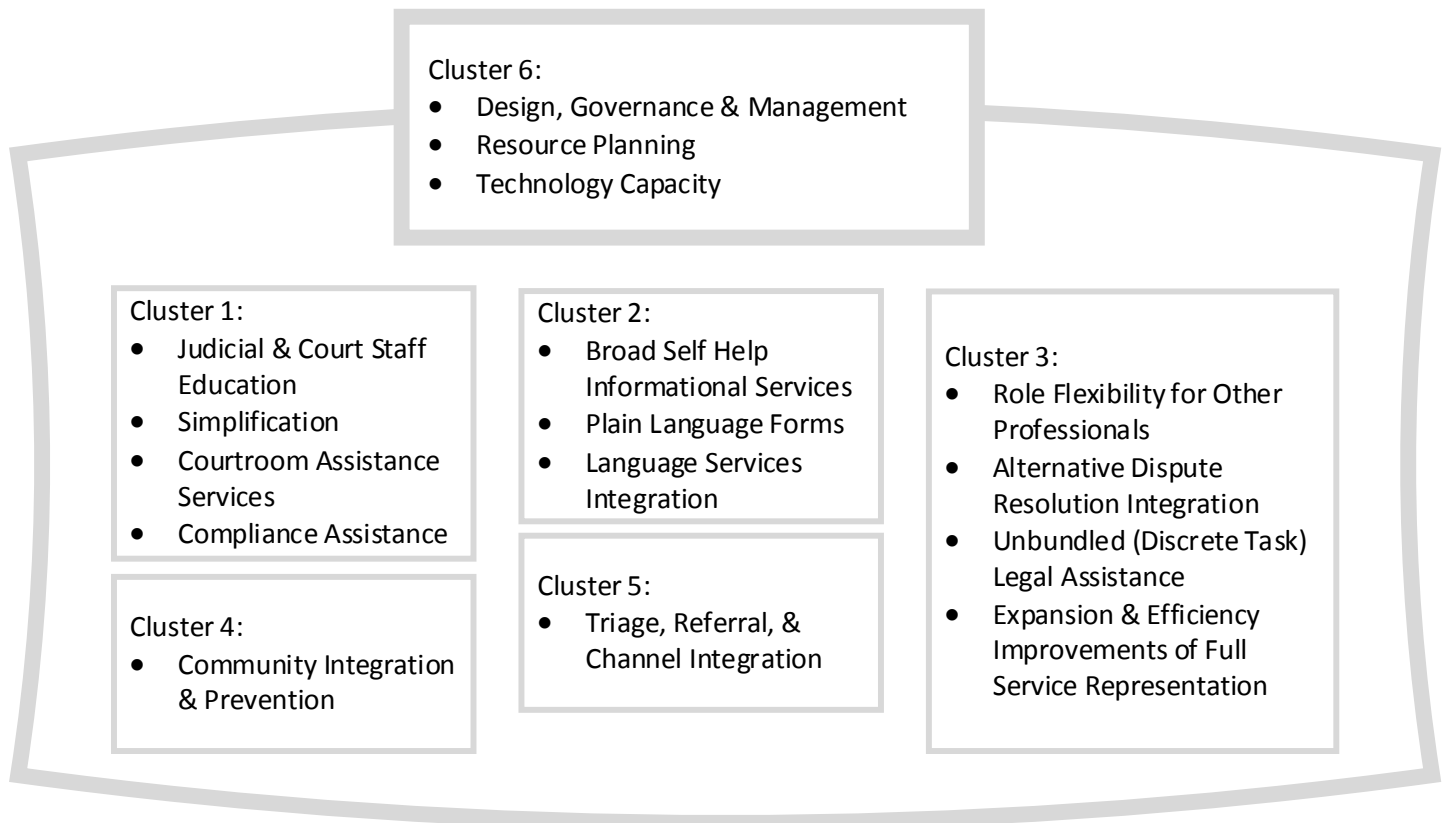 Cluster 6:
• Design, Governance & Management
• Resource Planning
• Technology Capacity
Cluster 1:
• Judicial & Court Staff
Education
• Simplification
• Courtroom Assistance
Services
• Compliance Assistance
Cluster 2:
• Broad Self Help
Informational Services
• Plain Language Forms
• Language Services
Integration
Cluster 3:
• Role Flexibility for Other
Professionals
• Alternative Dispute
Resolution Integration
• Unbundled (Discrete Task)
Legal Assistance
• Expansion & Efficiency
Improvements of Full
Service Representation
Cluster 4:
• Community Integration
& Prevention
Cluster 5:
• Triage, Referral, &
Channel Integration